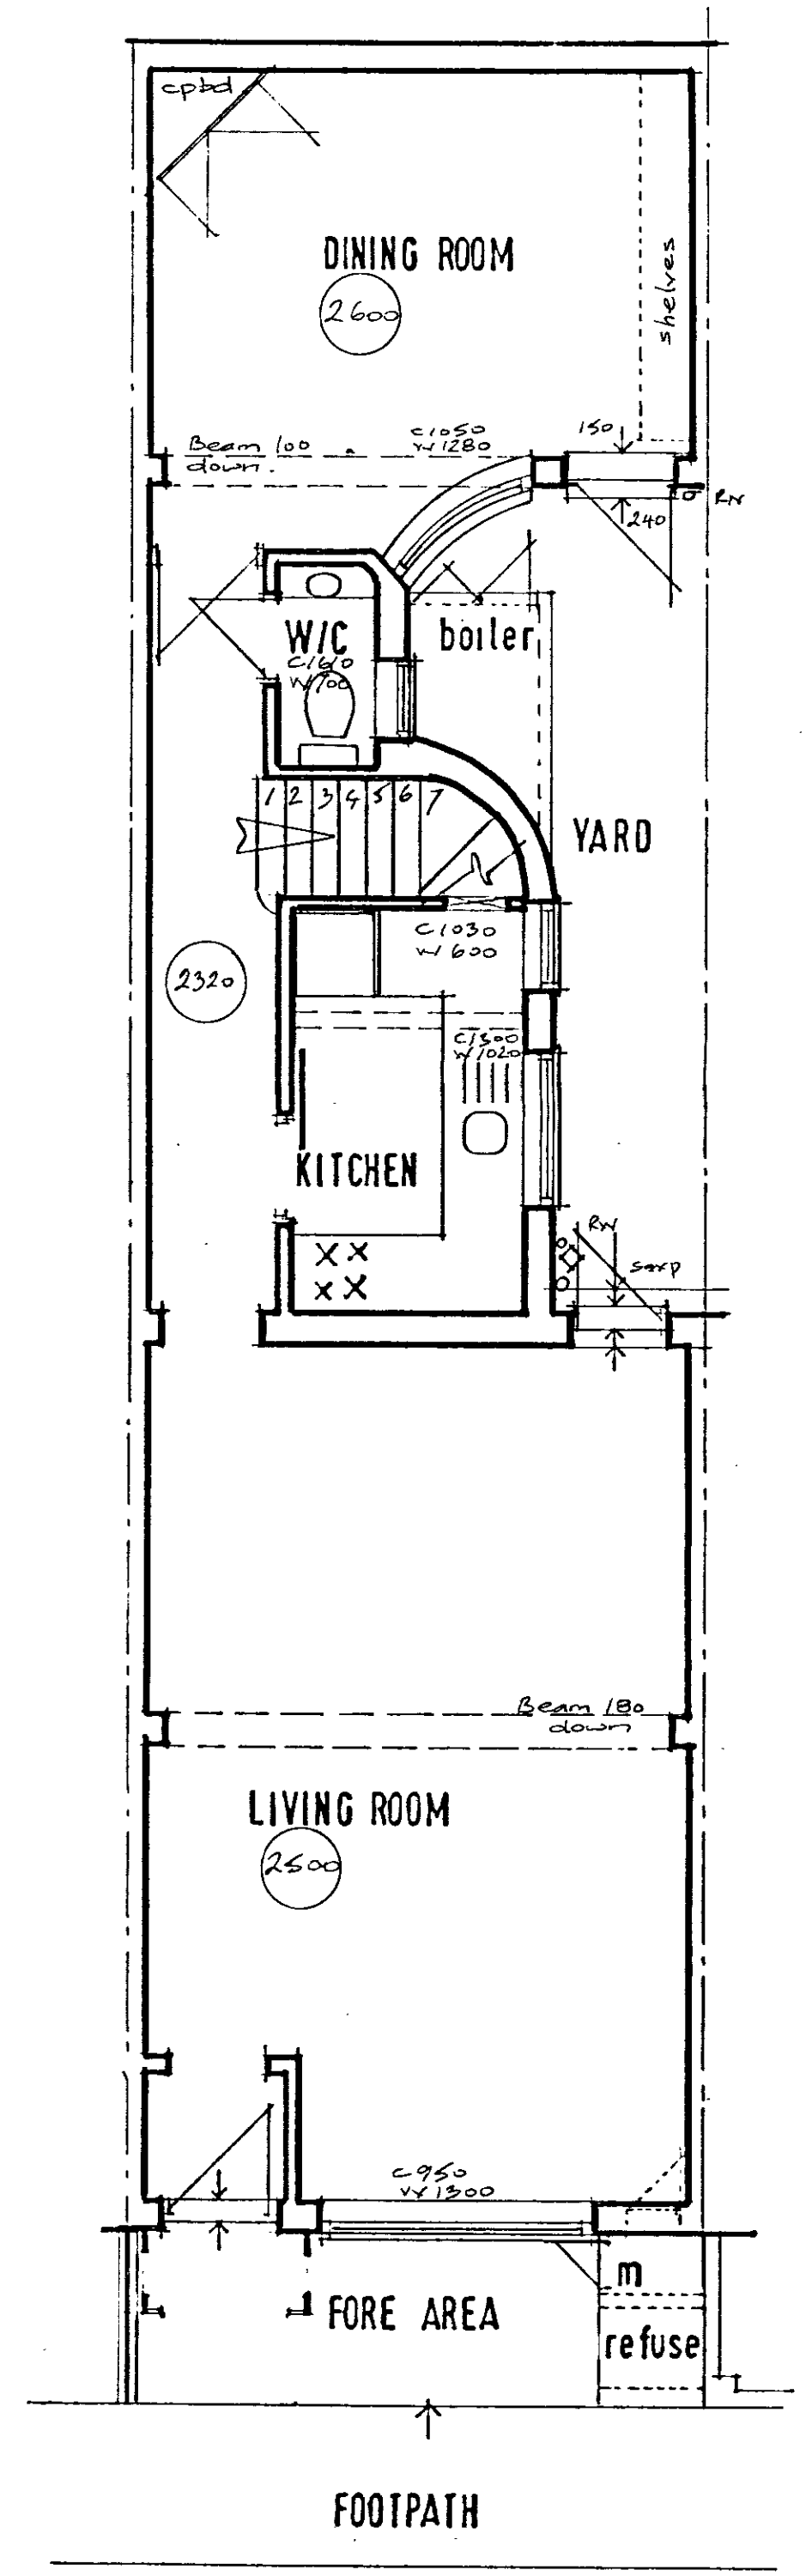 cpbd
DINING ROOM
2600
shelves
Beam 100
down.
C1050
W1280
150
240
RW
W/C
C1610
W700
boiler
1 2 3 4 5 6 7
YARD
C1030
W600
2320
C1300
W1020
KITCHEN
RW
Beam 180
down
LIVING ROOM
2500
C950
W1300
m
FORE AREA
refuse
FOOTPATH